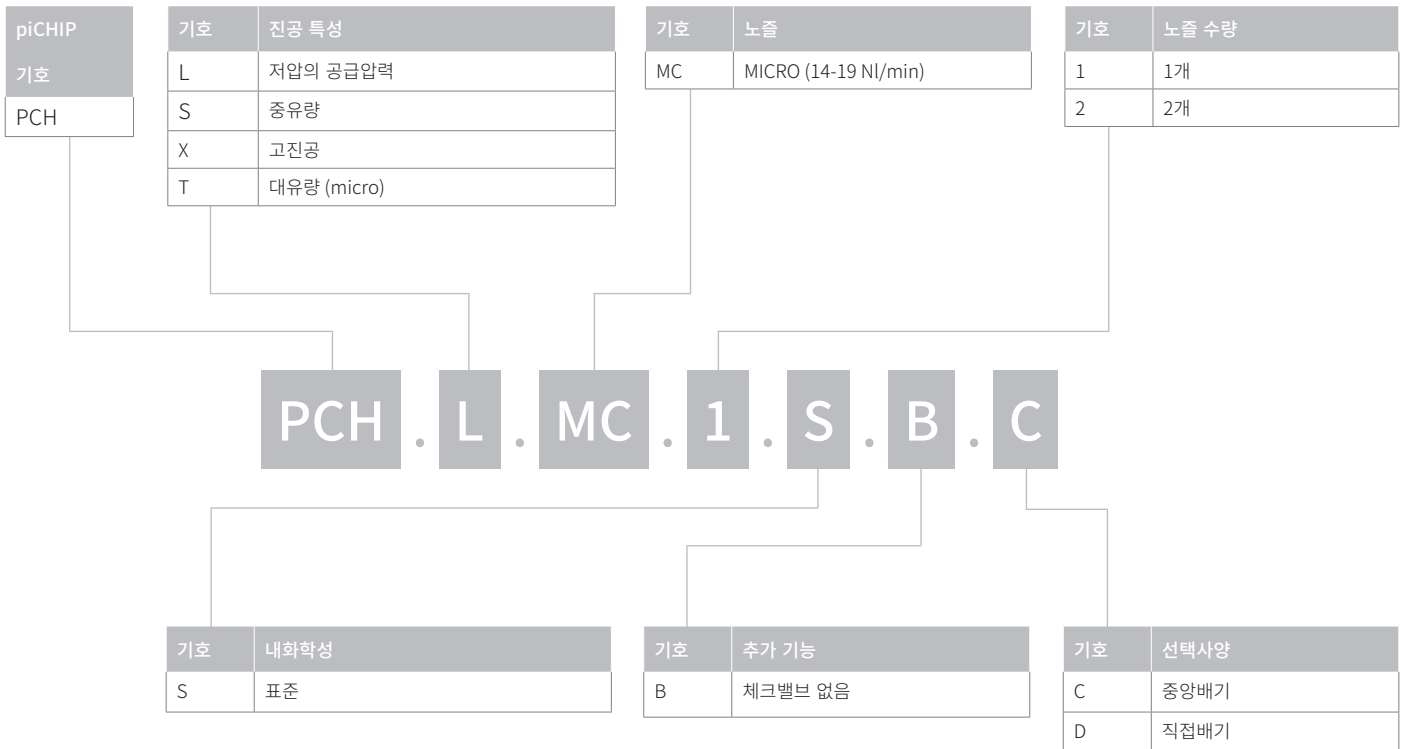 piCHIP
기호
PCH
기호 진공 특성
L 저압의 공급압력
S 중유량
X 고진공
T 대유량 (micro)
기호 노즐
MC MICRO (14-19 Nl/min)
기호 노즐 수량
1 1개
2 2개
PCH . L . MC . 1 . S . B . C
기호 내화학성
S 표준
기호 추가 기능
B 체크밸브 없음
기호 선택사양
C 중앙배기
D 직접배기